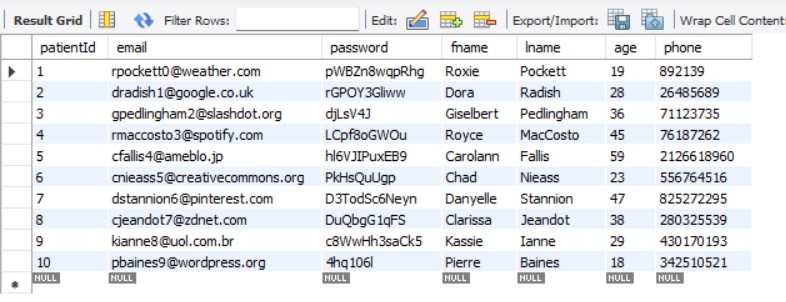 Result Grid Filter Rows: Edit: Export/Import: Wrap Cell Content:
patientId email password fname lname age phone
1 rpockett0@weather.com pWBZn8wqpRhg Roxie Pockett 19 892139
2 dradish1@google.co.uk rGPOY3Gliww Dora Radish 28 26485689
3 gpedlingham2@slashdot.org djLsV4J Giselbert Pedlingham 36 71123735
4 rmaccosto3@spotify.com LCpf8oGWOu Royce MacCosto 45 76187262
5 cfallis4@ameblo.jp hl6VJIPuxEB9 Carolann Fallis 59 2126618960
6 cnieass5@creativecommons.org PkHsQuUgp Chad Nieass 23 556764516
7 dstannion6@pinterest.com D3TodSc6Neyn Danyelle Stannion 47 825272295
8 cjeandot7@zdnet.com DuQbgG1qFS Clarissa Jeandot 38 280325539
9 kianne8@uol.com.br c8WwHh3saCk5 Kassie Ianne 29 430170193
10 pbaines9@wordpress.org 4hq106l Pierre Baines 18 342510521
NULL NULL NULL NULL NULL NULL NULL